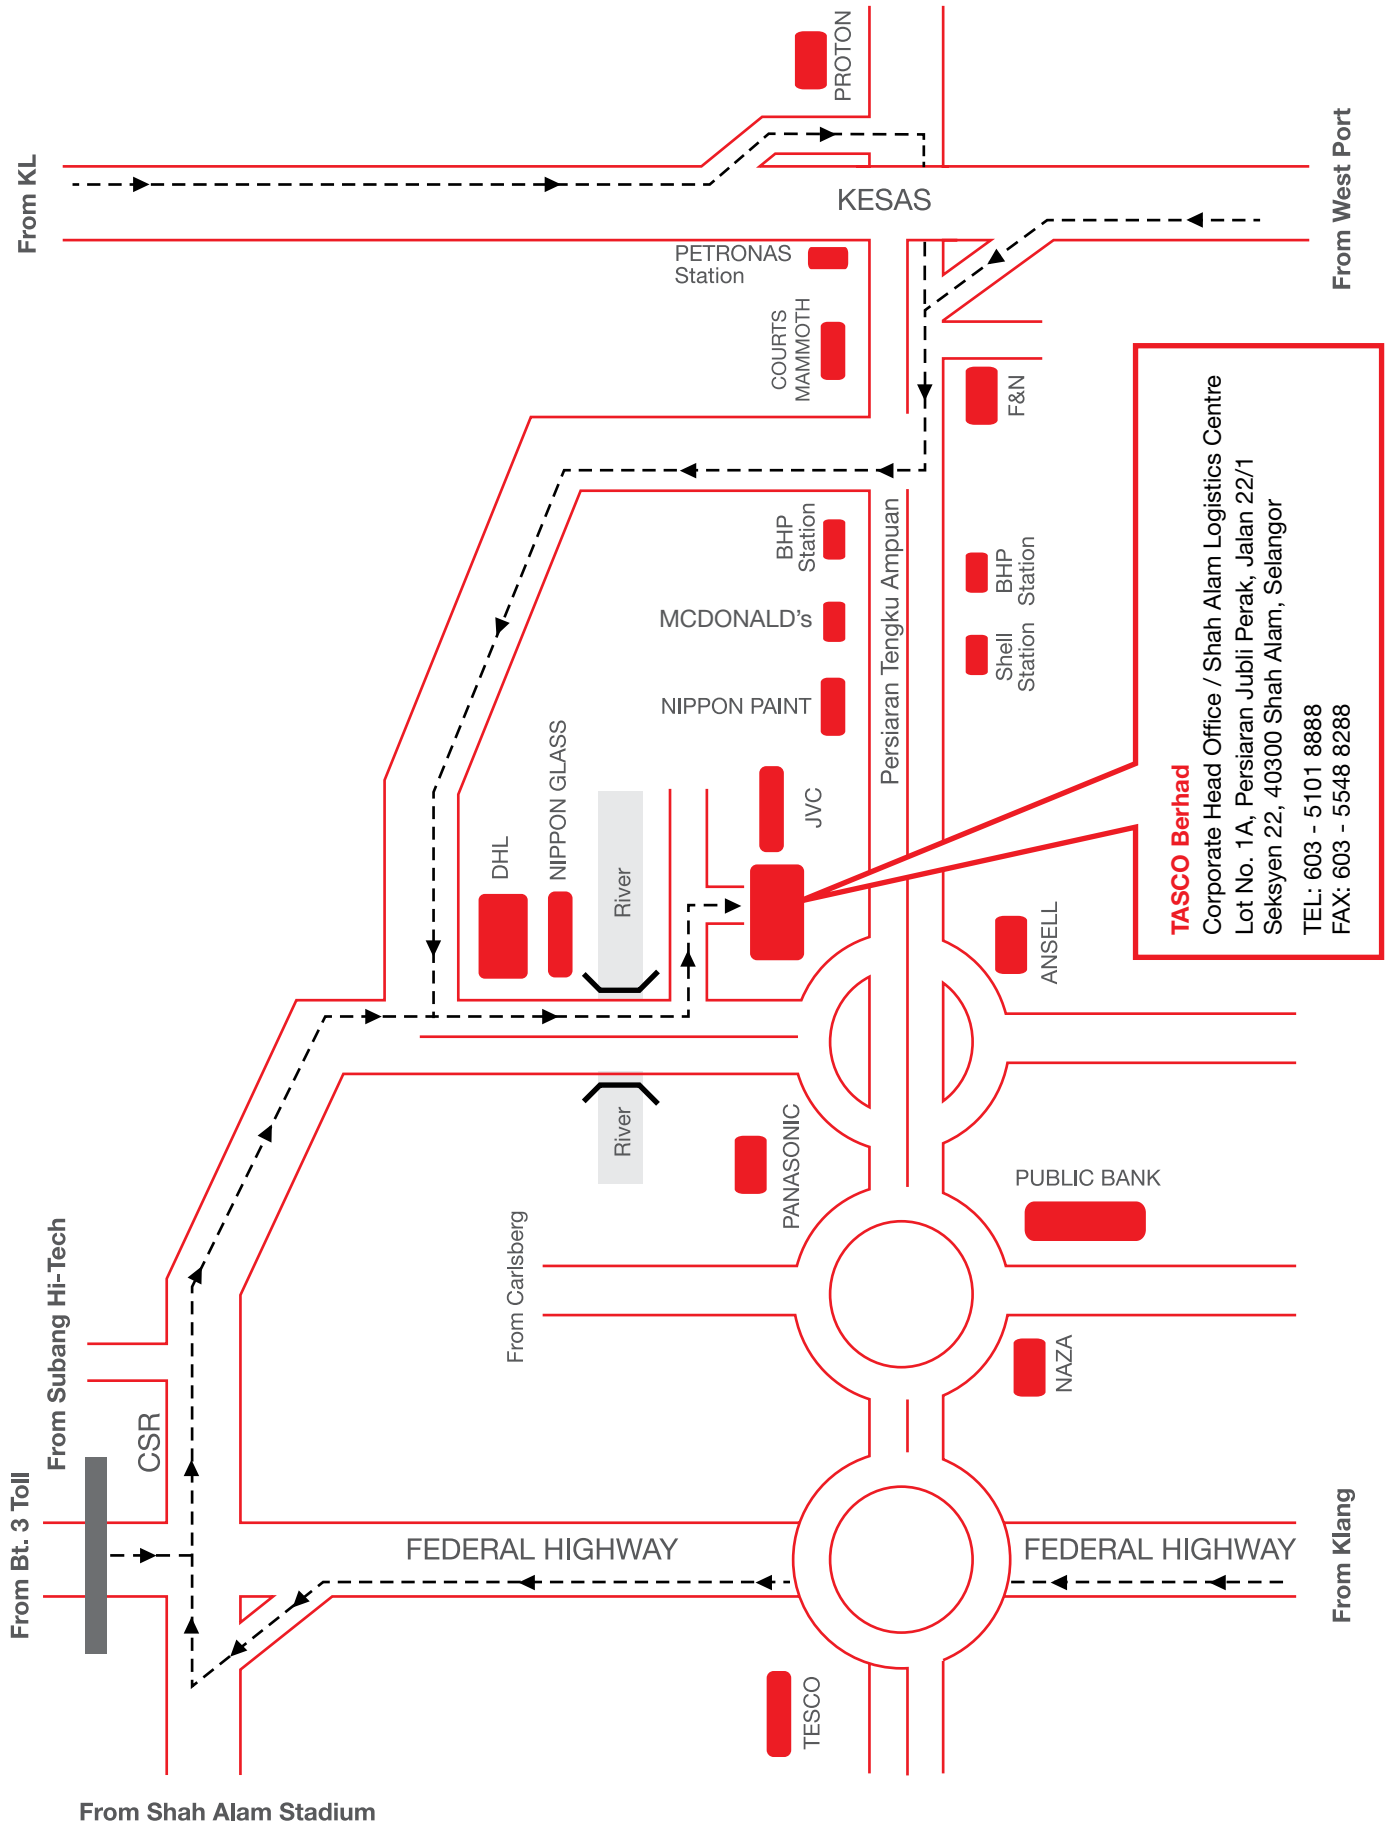 From KL
PROTON
From West Port
KESAS
PETRONAS
Station
COURTS
MAMMOTH
F&N
BHP
Station
MCDONALD's
NIPPON PAINT
Persiaran Tengku Ampuan
BHP
Station
Shell
Station
NIPPON GLASS
DHL
JVC
River
River
ANSELL
TASCO Berhad
Corporate Head Office / Shah Alam Logistics Centre
Lot No. 1A, Persiaran Jubli Perak, Jalan 22/1
Seksyen 22, 40300 Shah Alam, Selangor
TEL: 603 - 5101 8888
FAX: 603 - 5548 8288
PANASONIC
PUBLIC BANK
From Carlsberg
NAZA
From Subang Hi-Tech
CSR
From Bt. 3 Toll
FEDERAL HIGHWAY
FEDERAL HIGHWAY
From Klang
TESCO
From Shah Alam Stadium